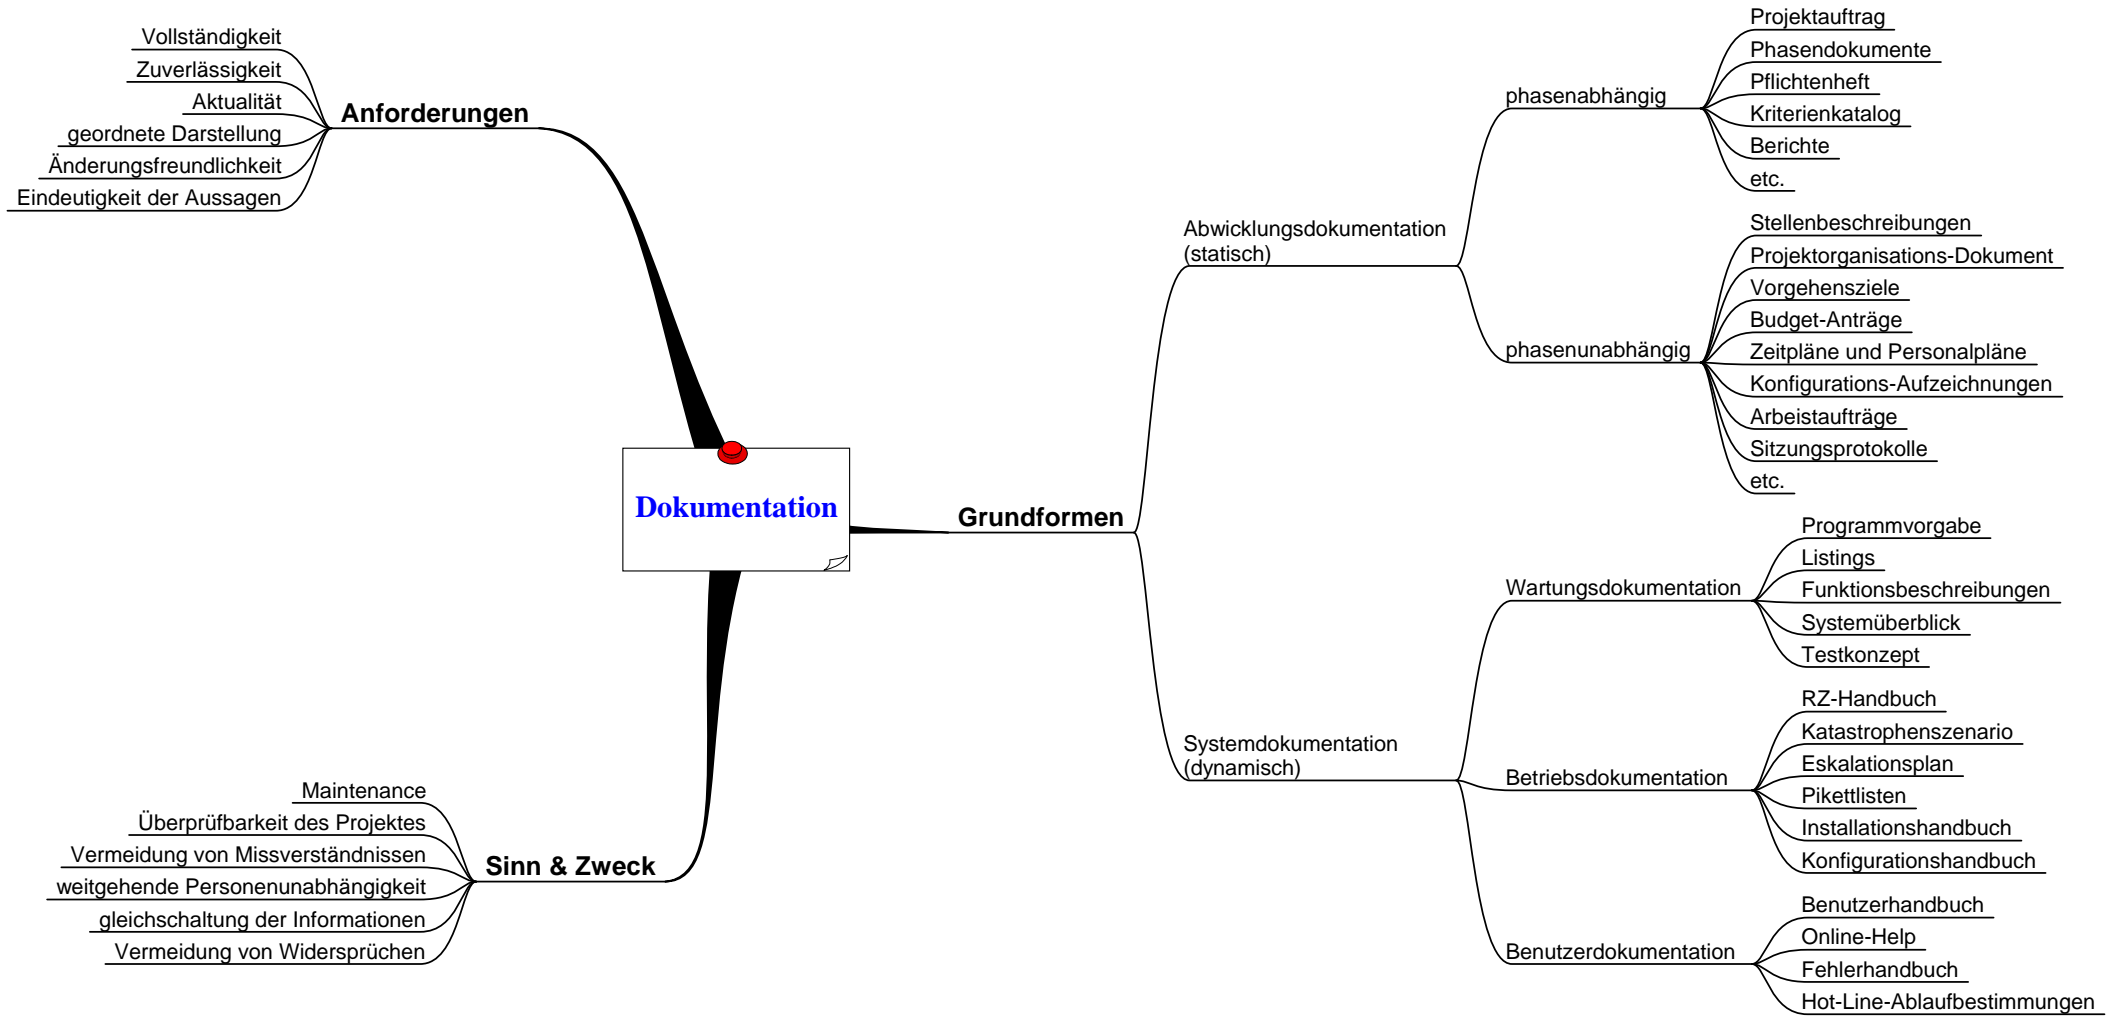 Dokumentation
Anforderungen
Vollständigkeit
Zuverlässigkeit
Aktualität
geordnete Darstellung
Änderungsfreundlichkeit
Eindeutigkeit der Aussagen
Grundformen
Abwicklungsdokumentation
(statisch)
phasenabhängig
Projektauftrag
Phasendokumente
Pflichtenheft
Kriterienkatalog
Berichte
etc.
phasenunabhängig
Stellenbeschreibungen
Projektorganisations-Dokument
Vorgehensziele
Budget-Anträge
Zeitpläne und Personalpläne
Konfigurations-Aufzeichnungen
Arbeistaufträge
Sitzungsprotokolle
etc.
Systemdokumentation
(dynamisch)
Wartungsdokumentation
Programmvorgabe
Listings
Funktionsbeschreibungen
Systemüberblick
Testkonzept
Betriebsdokumentation
RZ-Handbuch
Katastrophenszenario
Eskalationsplan
Pikettlisten
Installationshandbuch
Konfigurationshandbuch
Benutzerdokumentation
Benutzerhandbuch
Online-Help
Fehlerhandbuch
Hot-Line-Ablaufbestimmungen
Sinn & Zweck
Maintenance
Überprüfbarkeit des Projektes
Vermeidung von Missverständnissen
weitgehende Personenunabhängigkeit
gleichschaltung der Informationen
Vermeidung von Widersprüchen